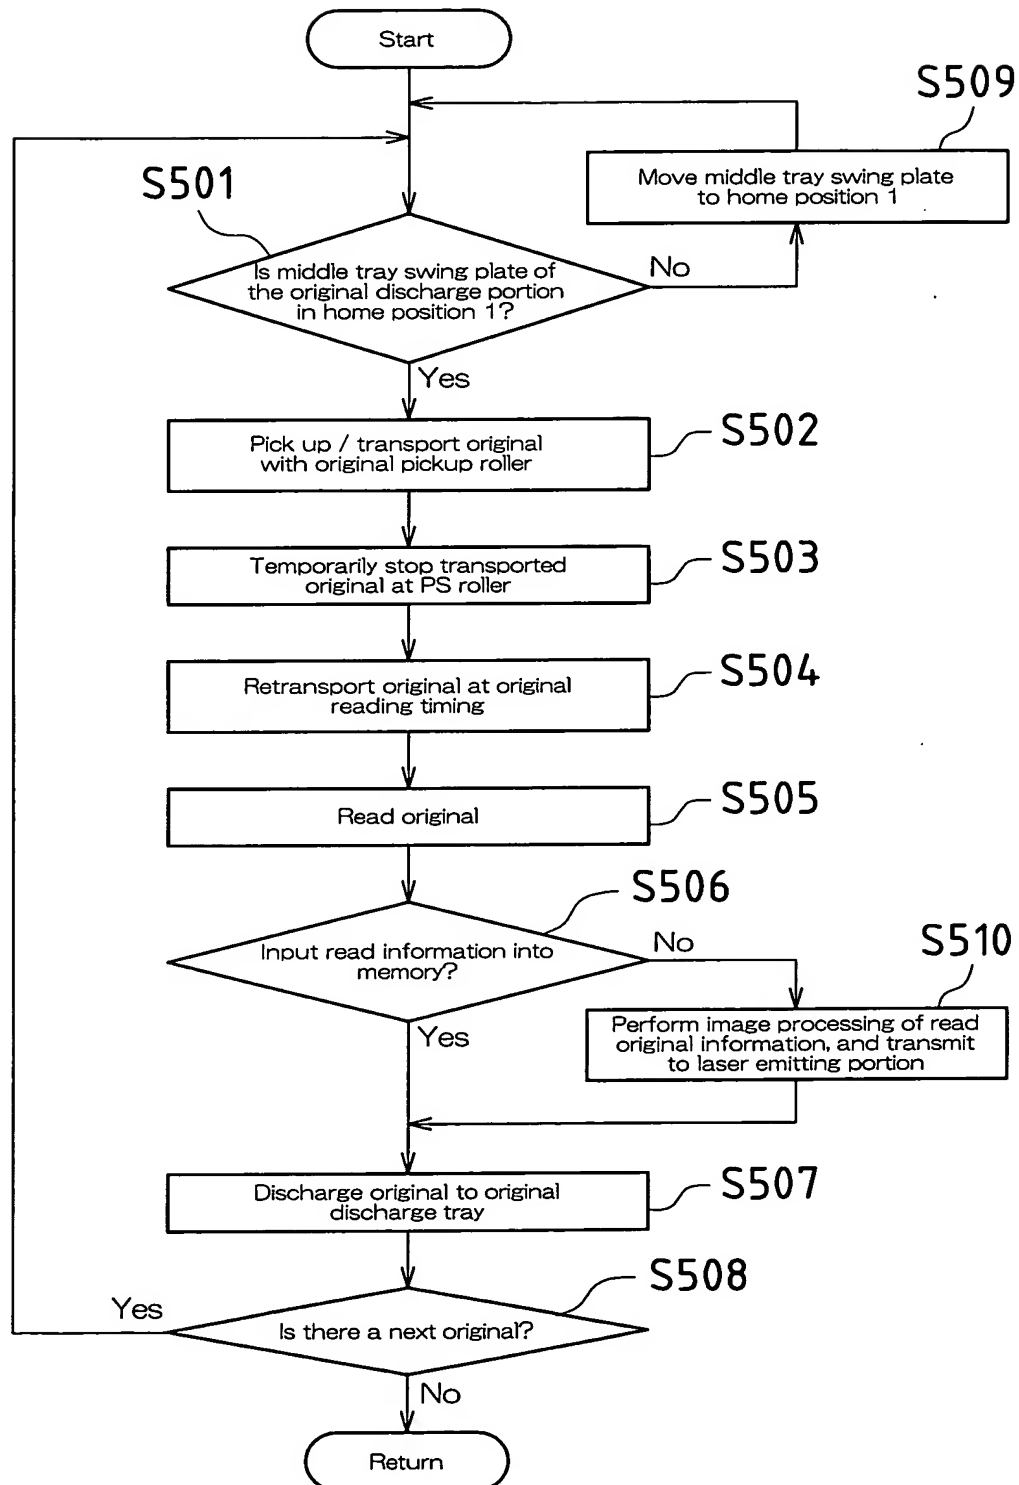 Start
S509
Move middle tray swing plate
to home position 1
S501
Is middle tray swing plate of
the original discharge portion
in home position 1?
No
Yes
S502
Pick up / transport original
with original pickup roller
S503
Temporarily stop transported
original at PS roller
S504
Retransport original at original
reading timing
S505
Read original
S506
Input read information into
memory?
No
S510
Yes
Perform image processing of read
original information, and transmit
to laser emitting portion
S507
Discharge original to original
discharge tray
S508
Yes
Is there a next original?
No
Return